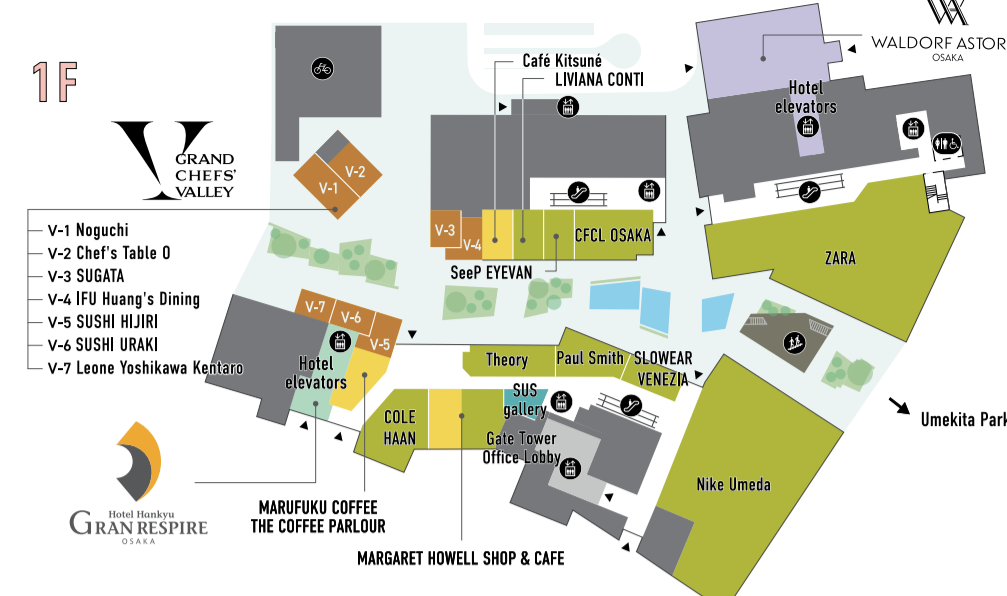 1F
GRAND
CHEFS'
VALLEY
V-1 Noguchi
V-2 Chef's Table O
V-3 SUGATA
V-4 IFU Huang's Dining
V-5 SUSHI HIJIRI
V-6 SUSHI URAKI
V-7 Leone Yoshikawa Kentaro
V-2
V-1
Café Kitsuné
LIVIANA CONTI
V-3
V-4
CFCL OSAKA
SeeP EYEVAN
WALDORF ASTOR
OSAKA
Hotel
elevators
ZARA
V-7
V-6
V-5
Hotel
elevators
Theory
Paul Smith
SLOWEAR
VENEZIA
COLE
HAAN
SUS
gallery
Gate Tower
Office Lobby
Nike Umeda
Umekita Park
Hotel Hankyu
GRAN RESPIRE
OSAKA
MARUFUKU COFFEE
THE COFFEE PARLOUR
MARGARET HOWELL SHOP & CAFE